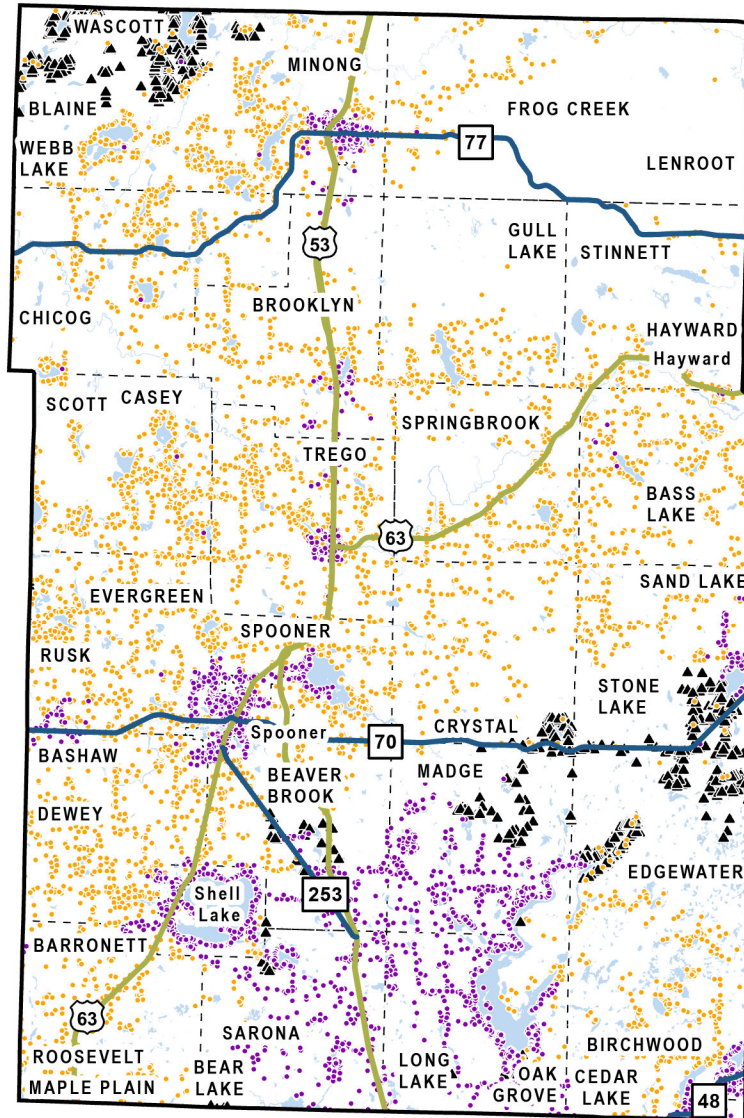 WASCOTT
MINONG
BLAINE
FROG CREEK
77
WEBB
LAKE
LENROOT
53
GULL
LAKE
STINNETT
BROOKLYN
CHICOG
HAYWARD
Hayward
SCOTT
CASEY
SPRINGBROOK
TREGO
BASS
LAKE
63
SAND LAKE
EVERGREEN
SPOONER
RUSK
STONE
LAKE
Spooner
70
CRYSTAL
BASHAW
MADGE
BEAVER
BROOK
DEWEY
EDGEWATER
Shell
Lake
253
BARRONETT
63
SARONA
BIRCHWOOD
ROOSEVELT
MAPLE PLAIN
BEAR
LAKE
LONG
LAKE
OAK
GROVE
CEDAR
LAKE
48